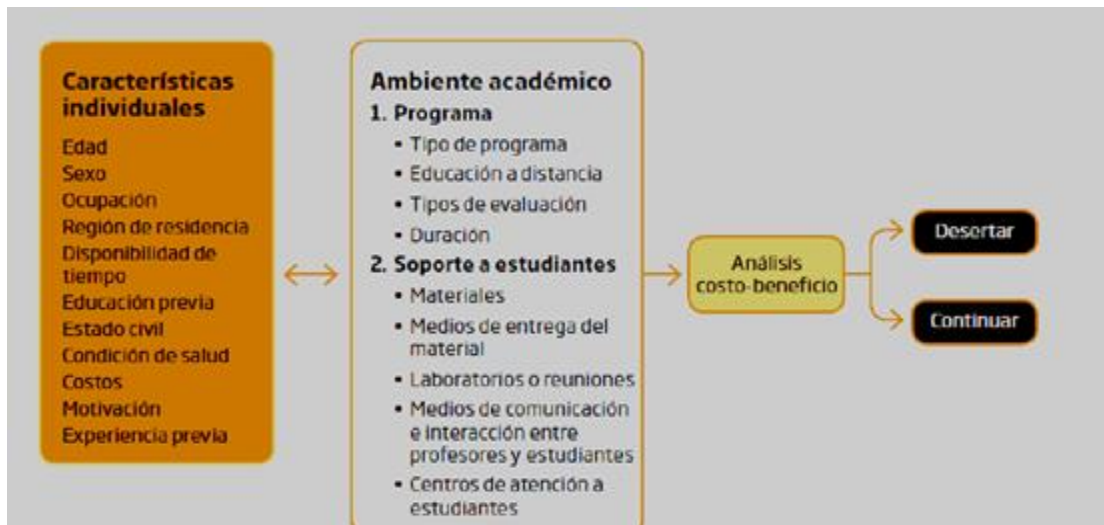 Características
individuales
Edad
Sexo
Ocupación
Región de residencia
Disponibilidad de
tiempo
Educación previa
Estado civil
Condición de salud
Costos
Motivación
Experiencia previa
Ambiente académico
1. Programa
• Tipo de programa
• Educación a distancia
• Tipos de evaluación
• Duración
2. Soporte a estudiantes
• Materiales
• Medios de entrega del
material
• Laboratorios o reuniones
• Medios de comunicación
e interacción entre
profesores y estudiantes
• Centros de atención a
estudiantes
Análisis
costo-beneficio
Desertar
Continuar